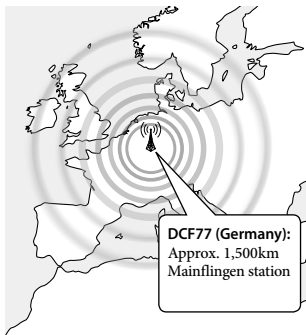 DCF77 (Germany):
Approx. 1,500km
Mainflingen station